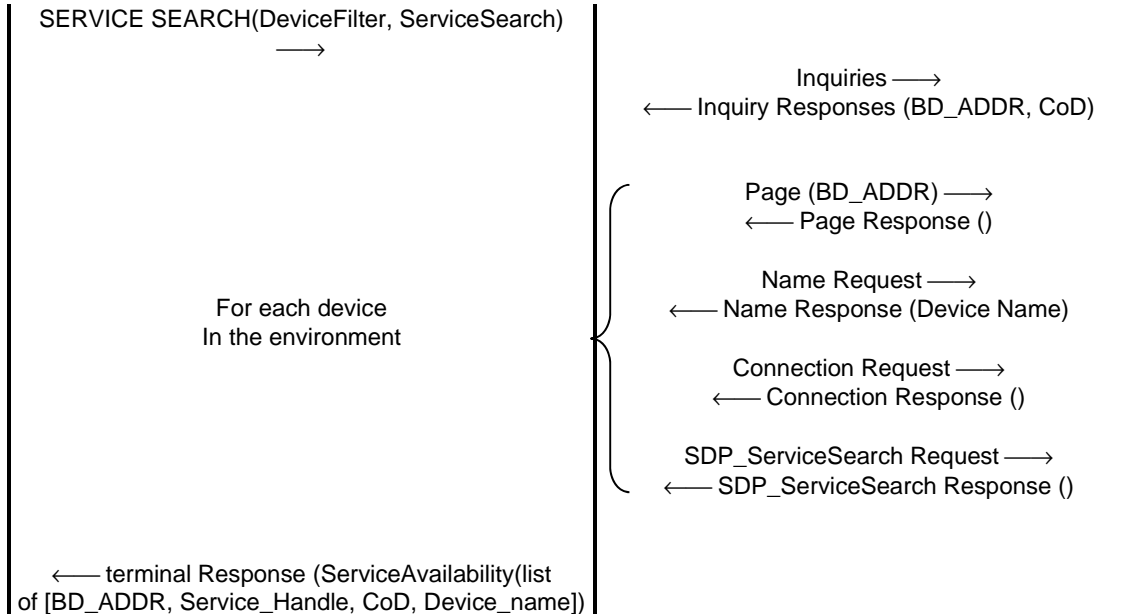 SERVICE SEARCH(DeviceFilter, ServiceSearch)
⟶
Inquiries ⟶
⟵ Inquiry Responses (BD_ADDR, CoD)
Page (BD_ADDR) ⟶
⟵ Page Response ()
Name Request ⟶
⟵ Name Response (Device Name)
For each device
In the environment
Connection Request ⟶
⟵ Connection Response ()
SDP_ServiceSearch Request ⟶
⟵ SDP_ServiceSearch Response ()
⟵ terminal Response (ServiceAvailability(list
of [BD_ADDR, Service_Handle, CoD, Device_name])